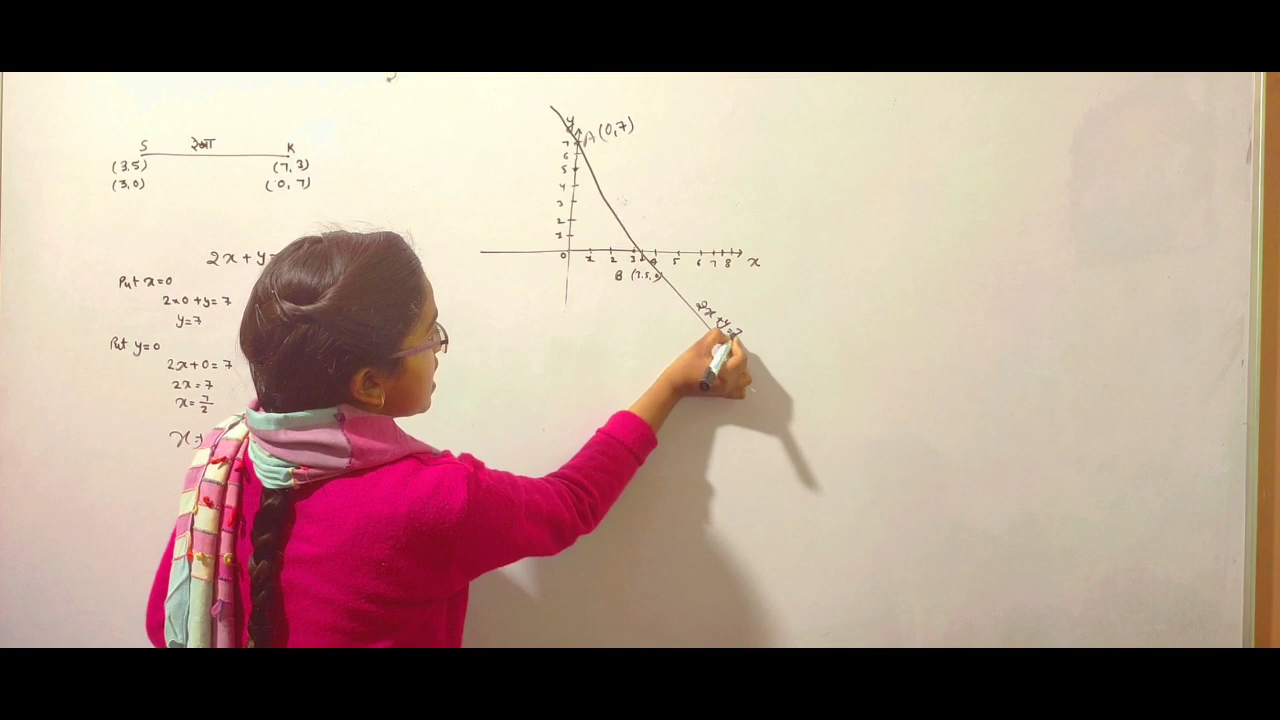 S रेखा K
(3,5) (7,3)
(3,0) (0,7)
2x+y=
Put x=0
2×0+y=7
y=7
Put y=0
2x+0=7
2x=7
x=7/2
x=
y
A(0,7)
7
6
5
4
3
2
1
0 1 2 3 4 5 6 7 8 x
B (3.5,0)
2x+y=7